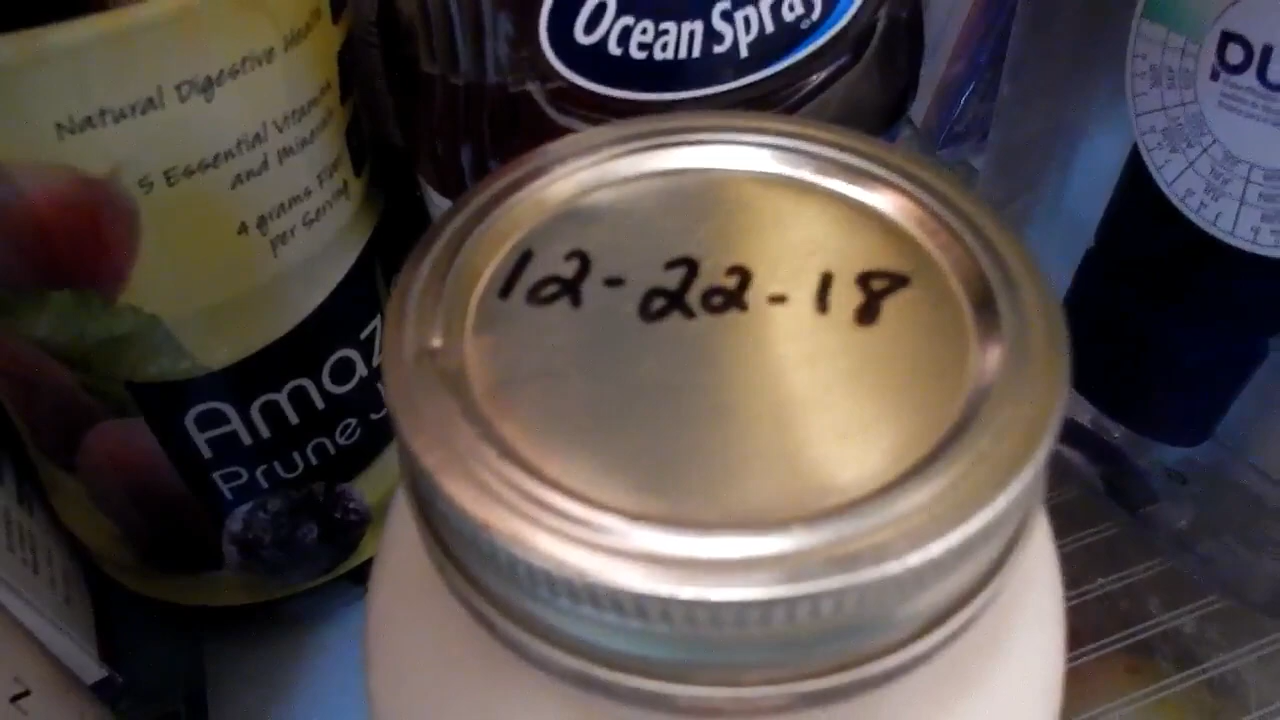 Natural Digestive Health
5 Essential Vitamins
and minerals
4 grams
per Serving
Amaz
Prune J
Ocean Spray
12-22-18
PU